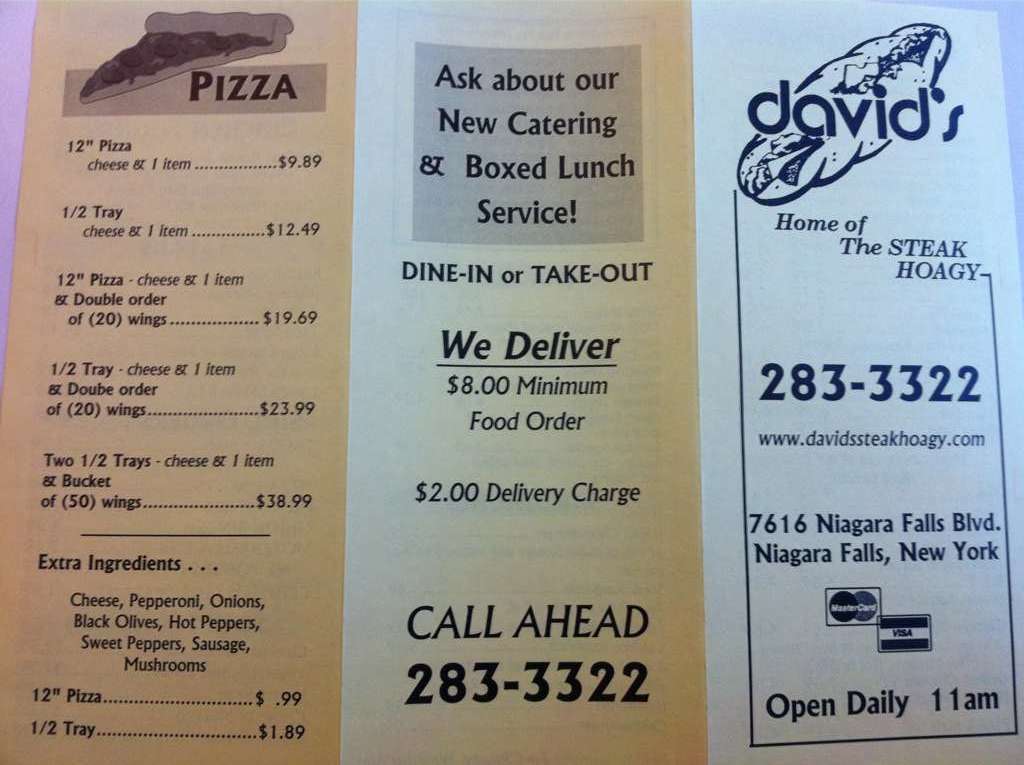 PIZZA
12" Pizza
cheese & 1 item .................$9.89
1/2 Tray
cheese & 1 item ...............$12.49
12" Pizza - cheese & 1 item
& Double order
of (20) wings.................. $19.69
1/2 Tray - cheese & 1 item
& Doube order
of (20) wings.......................$23.99
Two 1/2 Trays - cheese & 1 item
& Bucket
of (50) wings.......................$38.99
Extra Ingredients . . .
Cheese, Pepperoni, Onions,
Black Olives, Hot Peppers,
Sweet Peppers, Sausage,
Mushrooms
12" Pizza..............................$ .99
1/2 Tray................................$1.89
Ask about our
New Catering
& Boxed Lunch
Service!
DINE-IN or TAKE-OUT
We Deliver
$8.00 Minimum
Food Order
$2.00 Delivery Charge
CALL AHEAD
283-3322
david's
Home of
The STEAK
HOAGY
283-3322
www.davidssteakhoagy.com
7616 Niagara Falls Blvd.
Niagara Falls, New York
MasterCard
VISA
Open Daily 11am